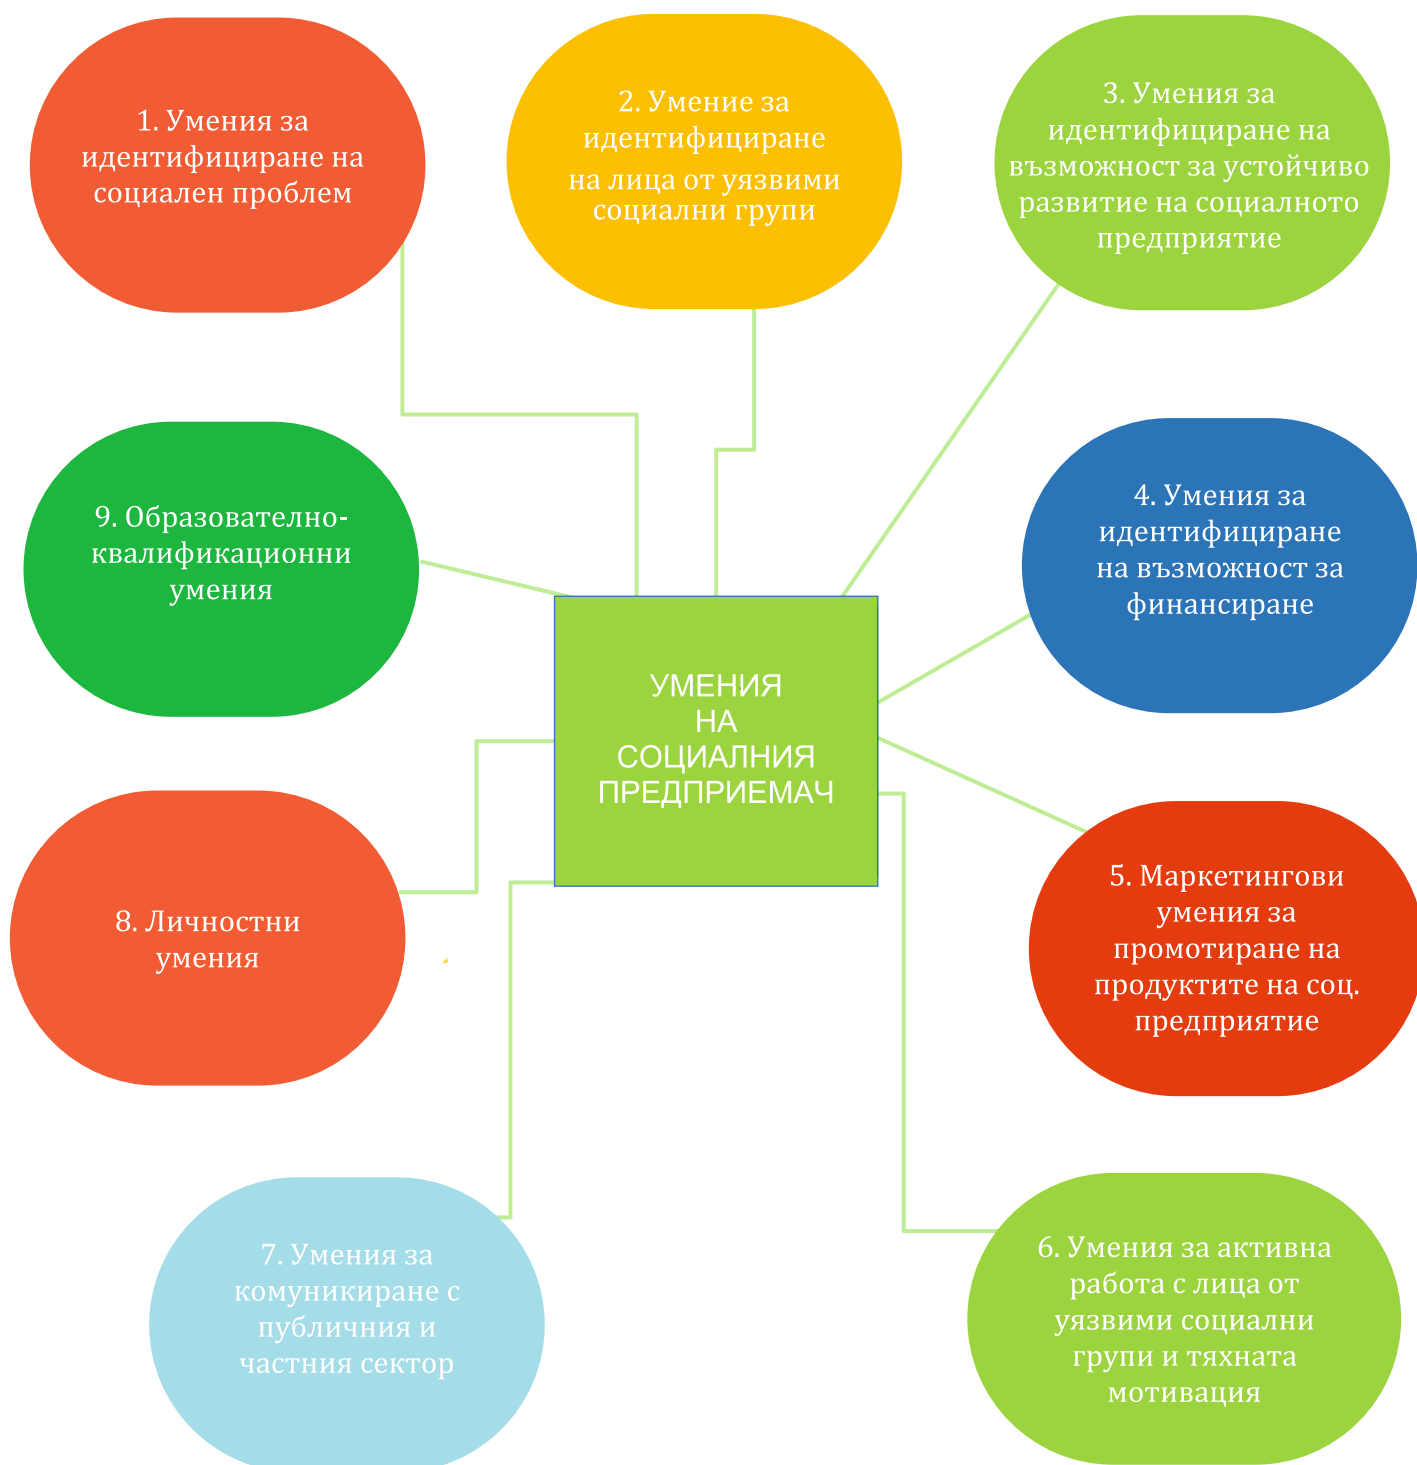 1. Умения за
идентифициране на
социален проблем
2. Умение за
идентифициране
на лица от уязвими
социални групи
3. Умения за
идентифициране на
възможност за устойчиво
развитие на социалното
предприятие
4. Умения за
идентифициране
на възможност за
финансиране
5. Маркетингови
умения за
промотиране на
продуктите на соц.
предприятие
6. Умения за активна
работа с лица от
уязвими социални
групи и тяхната
мотивация
7. Умения за
комуникиране с
публичния и
частния сектор
8. Личностни
умения
9. Образователно-
квалификационни
умения
УМЕНИЯ
НА
СОЦИАЛНИЯ
ПРЕДПРИЕМАЧ